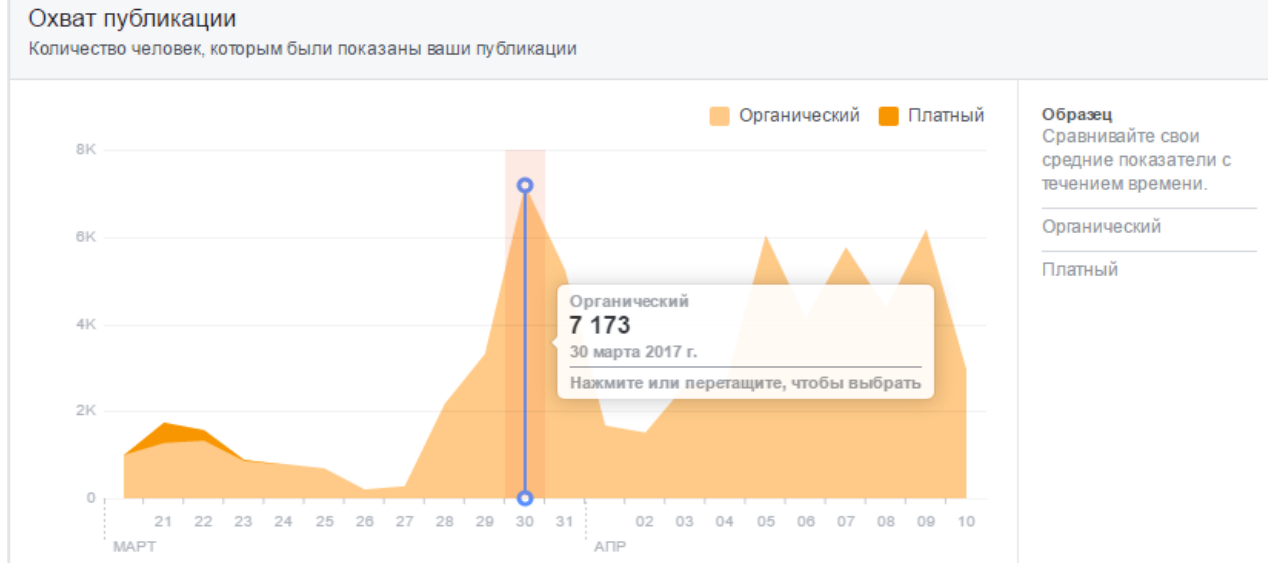 Охват публикации
Количество человек, которым были показаны ваши публикации
Органический Платный
8K
6K
4K
2K
0
Органический
7 173
30 марта 2017 г.
Нажмите или перетащите, чтобы выбрать
21 22 23 24 25 26 27 28 29 30 31 02 03 04 05 06 07 08 09 10
МАРТ АПР
Образец
Сравнивайте свои
средние показатели с
течением времени.
Органический
Платный